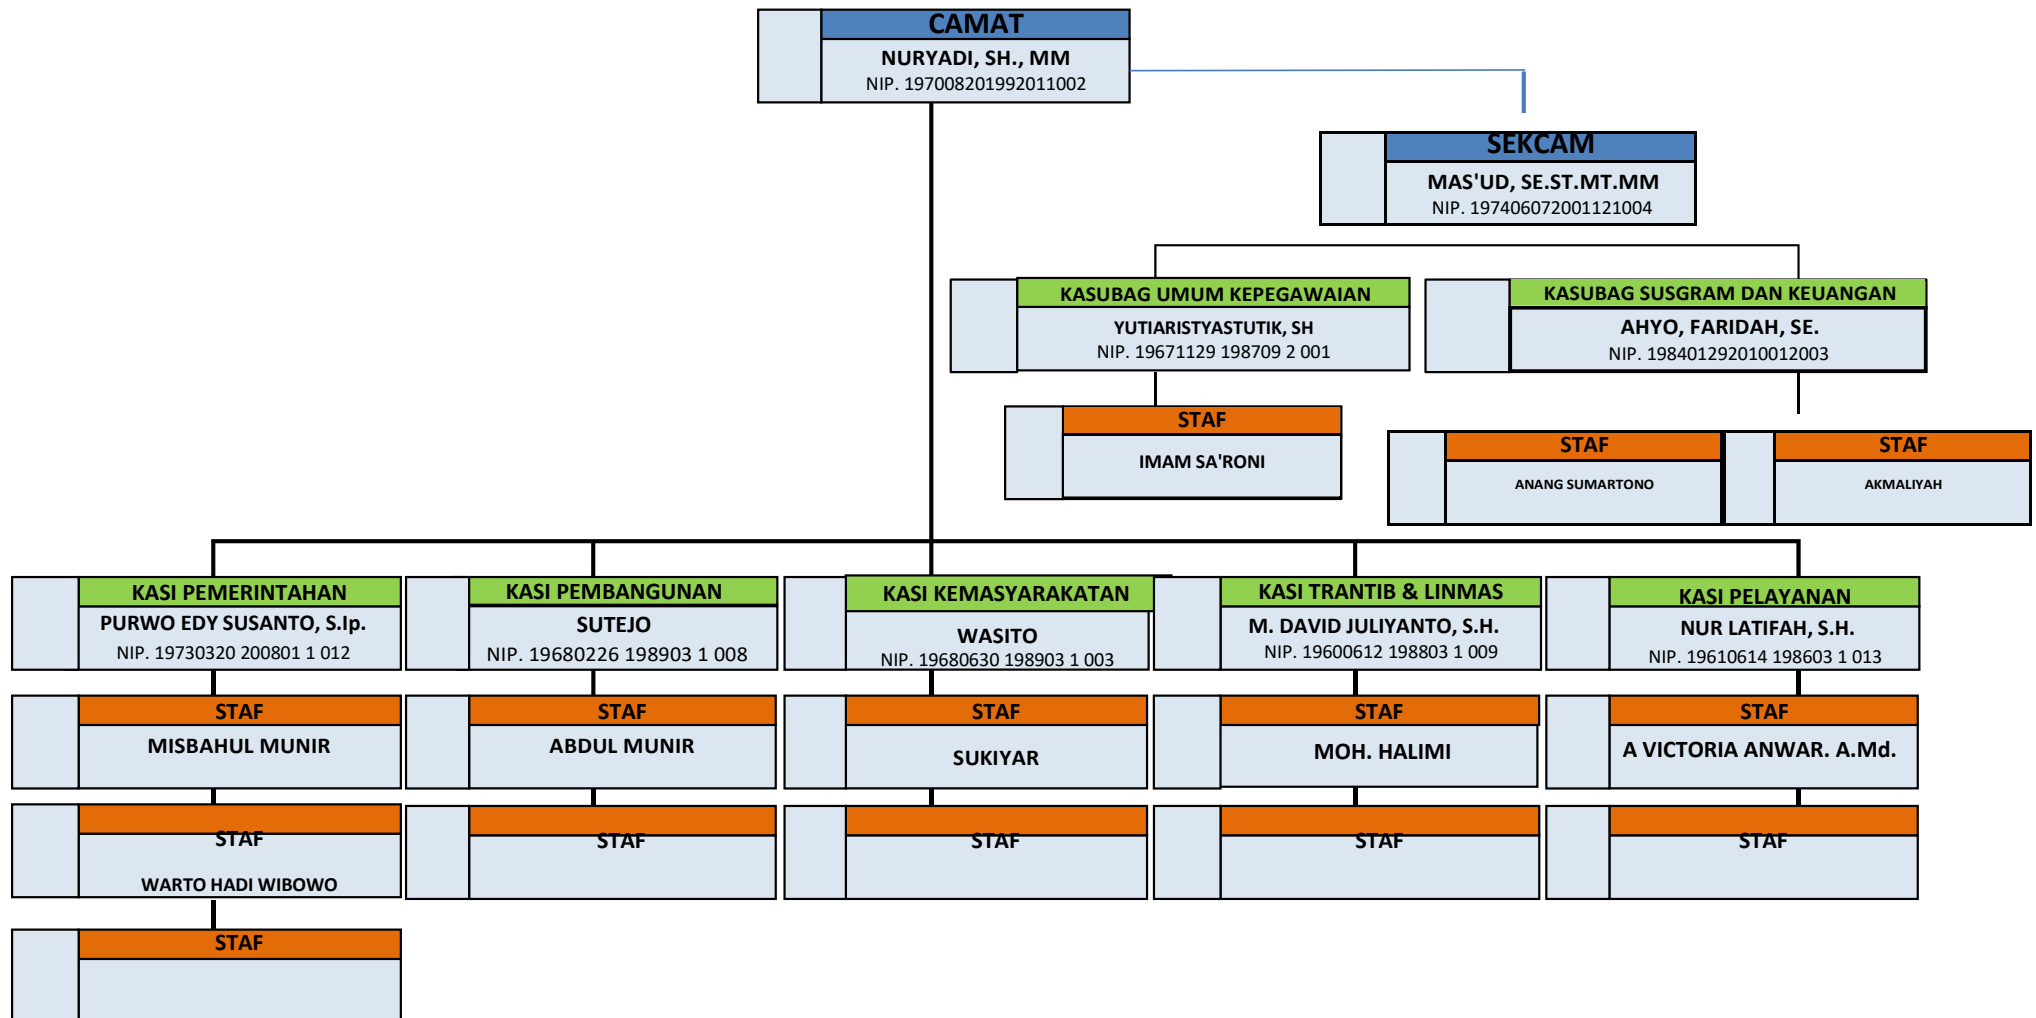 CAMAT
NURYADI, SH., MM
NIP. 197008201992011002
SEKCAM
MAS'UD, SE.ST.MT.MM
NIP. 197406072001121004
KASUBAG UMUM KEPEGAWAIAN
YUTIARISTYASTUTIK, SH
NIP. 19671129 198709 2 001
KASUBAG SUSGRAM DAN KEUANGAN
AHYO, FARIDAH, SE.
NIP. 198401292010012003
STAF
IMAM SA'RONI
STAF
ANANG SUMARTONO
STAF
AKMALIYAH
KASI PEMERINTAHAN
PURWO EDY SUSANTO, S.Ip.
NIP. 19730320 200801 1 012
KASI PEMBANGUNAN
SUTEJO
NIP. 19680226 198903 1 008
KASI KEMASYARAKATAN
WASITO
NIP. 19680630 198903 1 003
KASI TRANTIB & LINMAS
M. DAVID JULIYANTO, S.H.
NIP. 19600612 198803 1 009
KASI PELAYANAN
NUR LATIFAH, S.H.
NIP. 19610614 198603 1 013
STAF
MISBAHUL MUNIR
STAF
ABDUL MUNIR
STAF
SUKIYAR
STAF
MOH. HALIMI
STAF
A VICTORIA ANWAR. A.Md.
STAF
WARTO HADI WIBOWO
STAF
STAF
STAF
STAF
STAF